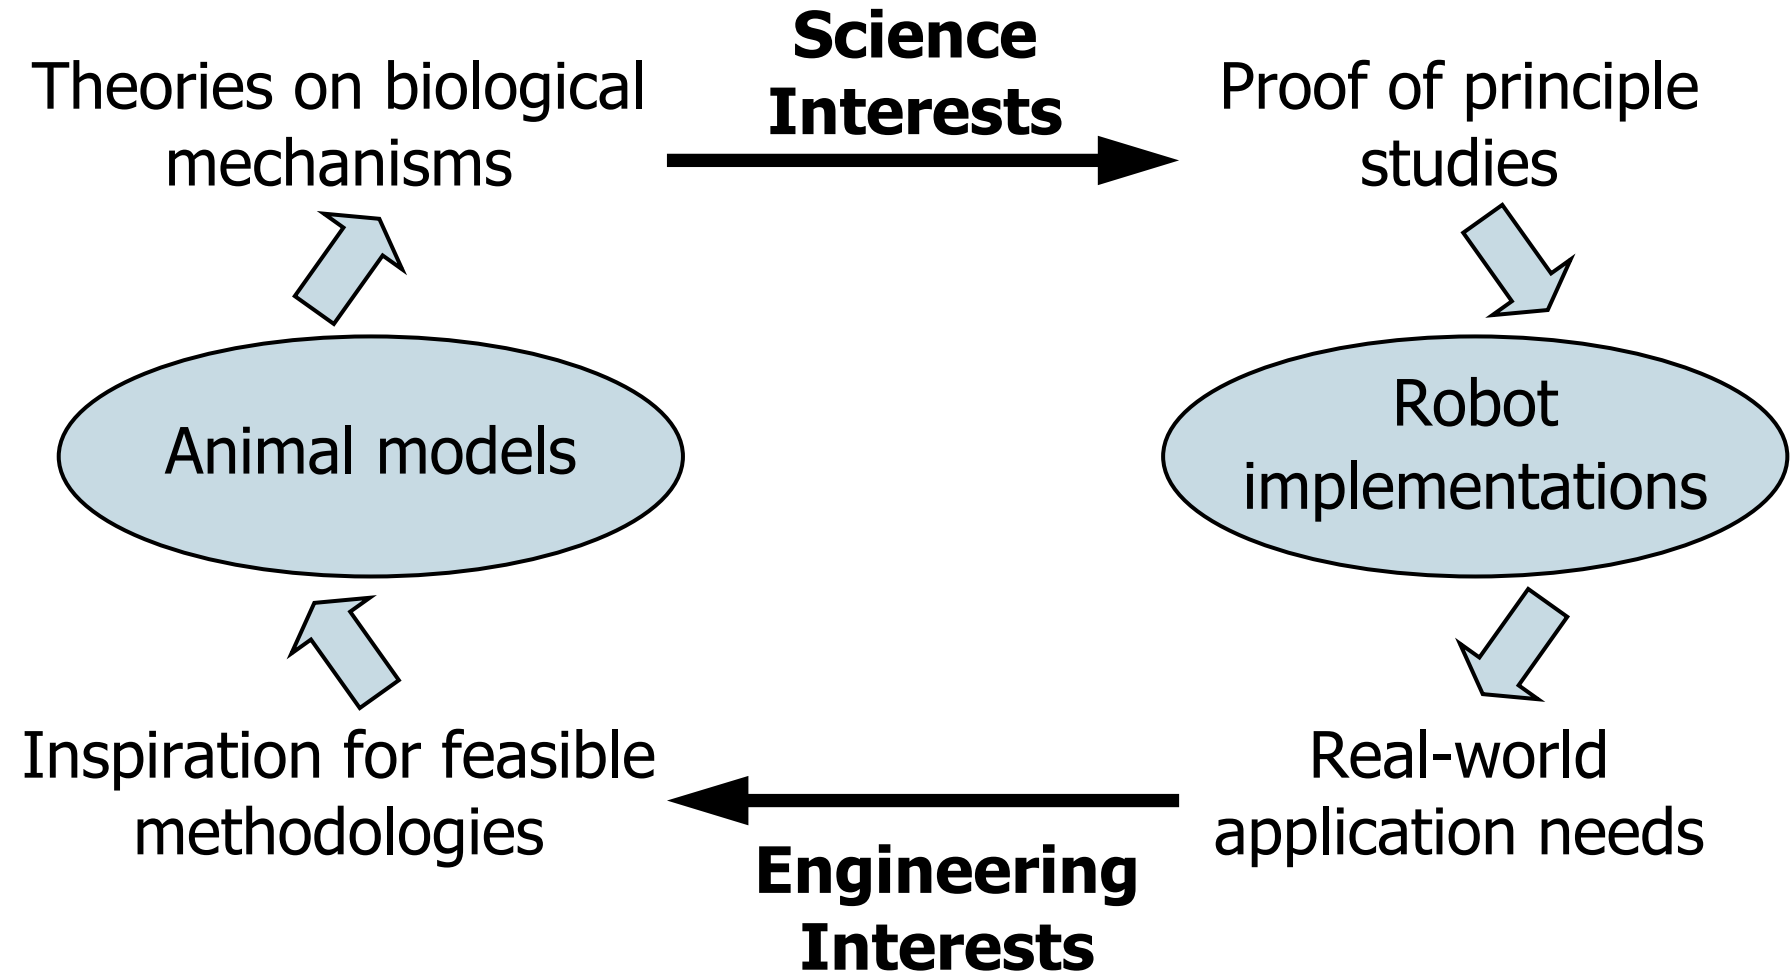 Science
Interests
Theories on biological
mechanisms
Proof of principle
studies
Animal models
Robot
implementations
Inspiration for feasible
methodologies
Real-world
application needs
Engineering
Interests